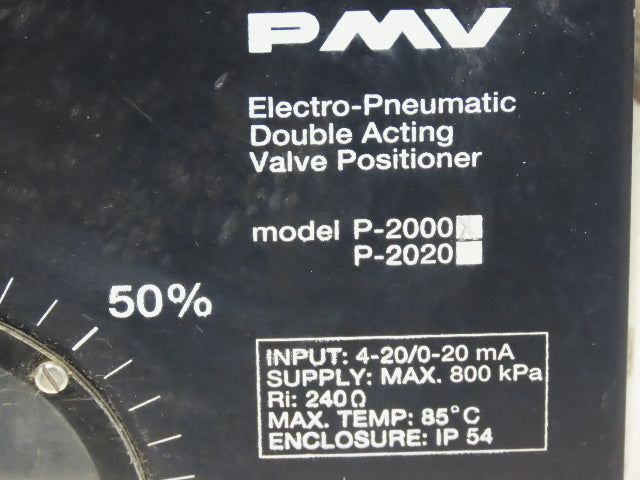 PMV
Electro-Pneumatic
Double Acting
Valve Positioner
model P-2000
P-2020
50%
INPUT: 4-20/0-20 mA
SUPPLY: MAX. 800 kPa
Ri: 240Ω
MAX. TEMP: 85°C
ENCLOSURE: IP 54